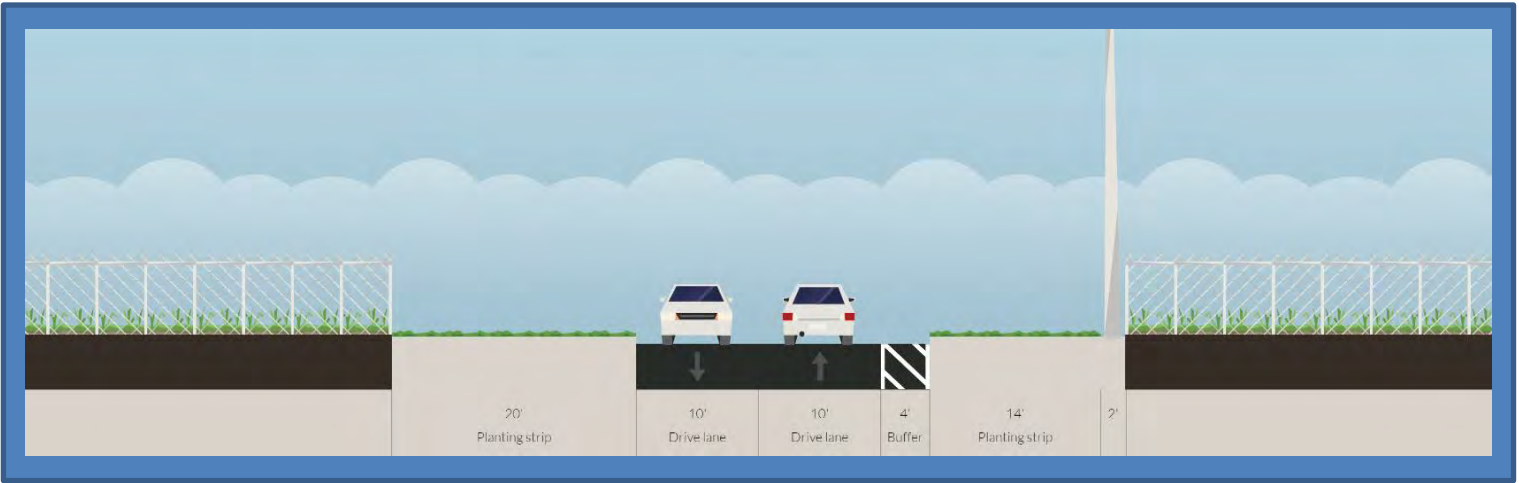 20' 10' 10' 4' 14' 2'
Planting strip Drive lane Drive lane Buffer Planting strip